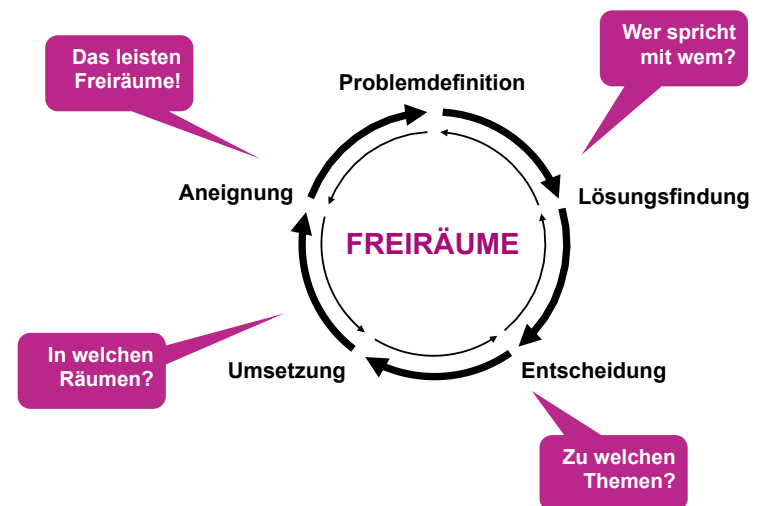 Das leisten
Freiräume!
Wer spricht
mit wem?
Problemdefinition
Aneignung
Lösungsfindung
FREIRÄUME
In welchen
Räumen?
Umsetzung
Entscheidung
Zu welchen
Themen?